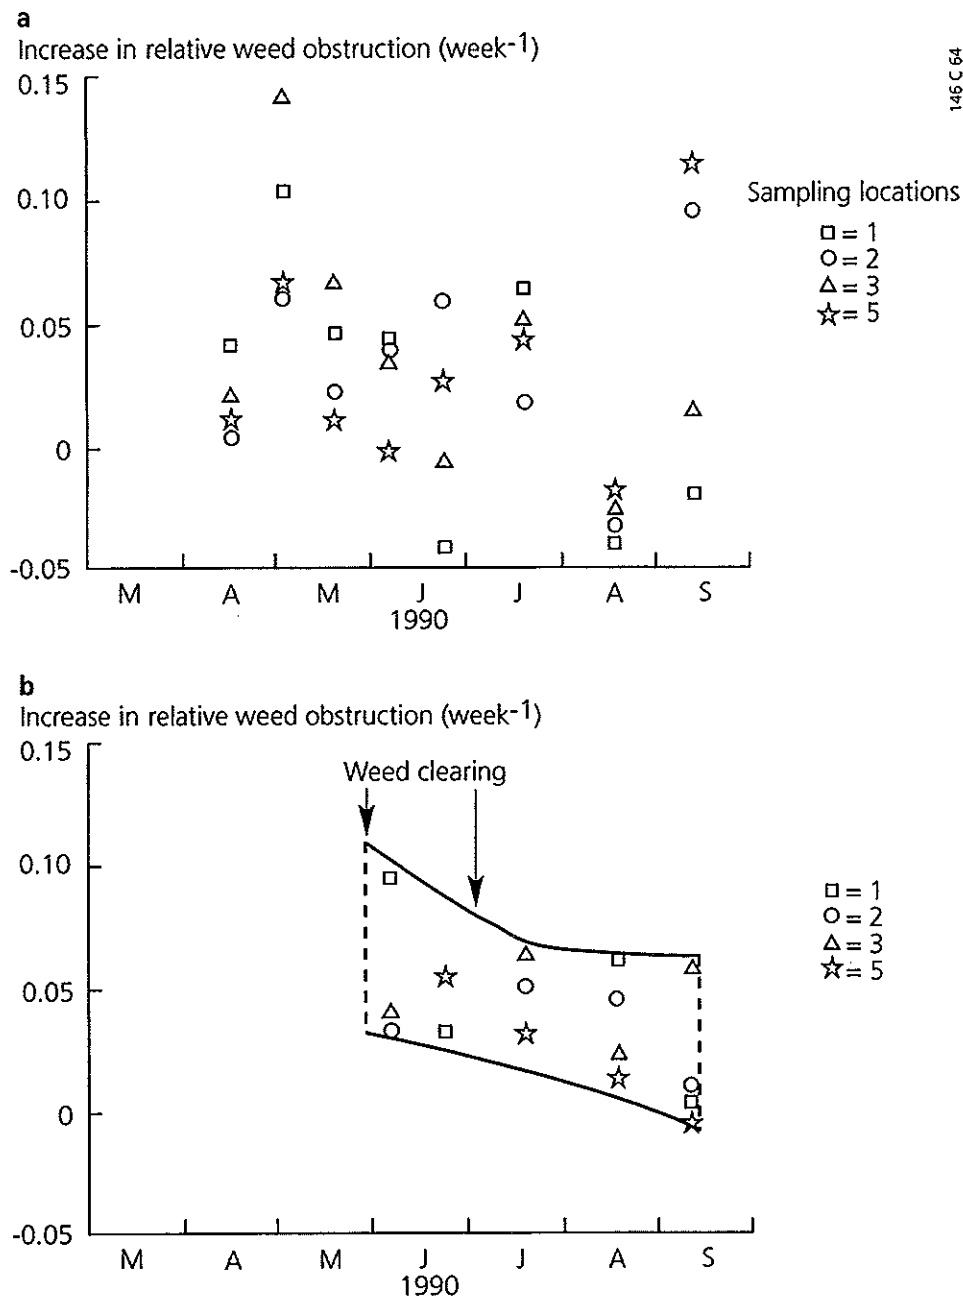 a
Increase in relative weed obstruction (week-1)
146 C 64
0.15
0.10
0.05
0
-0.05
M A M J J A S
1990
Sampling locations
□ = 1
○ = 2
△ = 3
☆ = 5
b
Increase in relative weed obstruction (week-1)
0.15
Weed clearing
0.10
0.05
0
-0.05
M A M J J A S
1990
□ = 1
○ = 2
△ = 3
☆ = 5